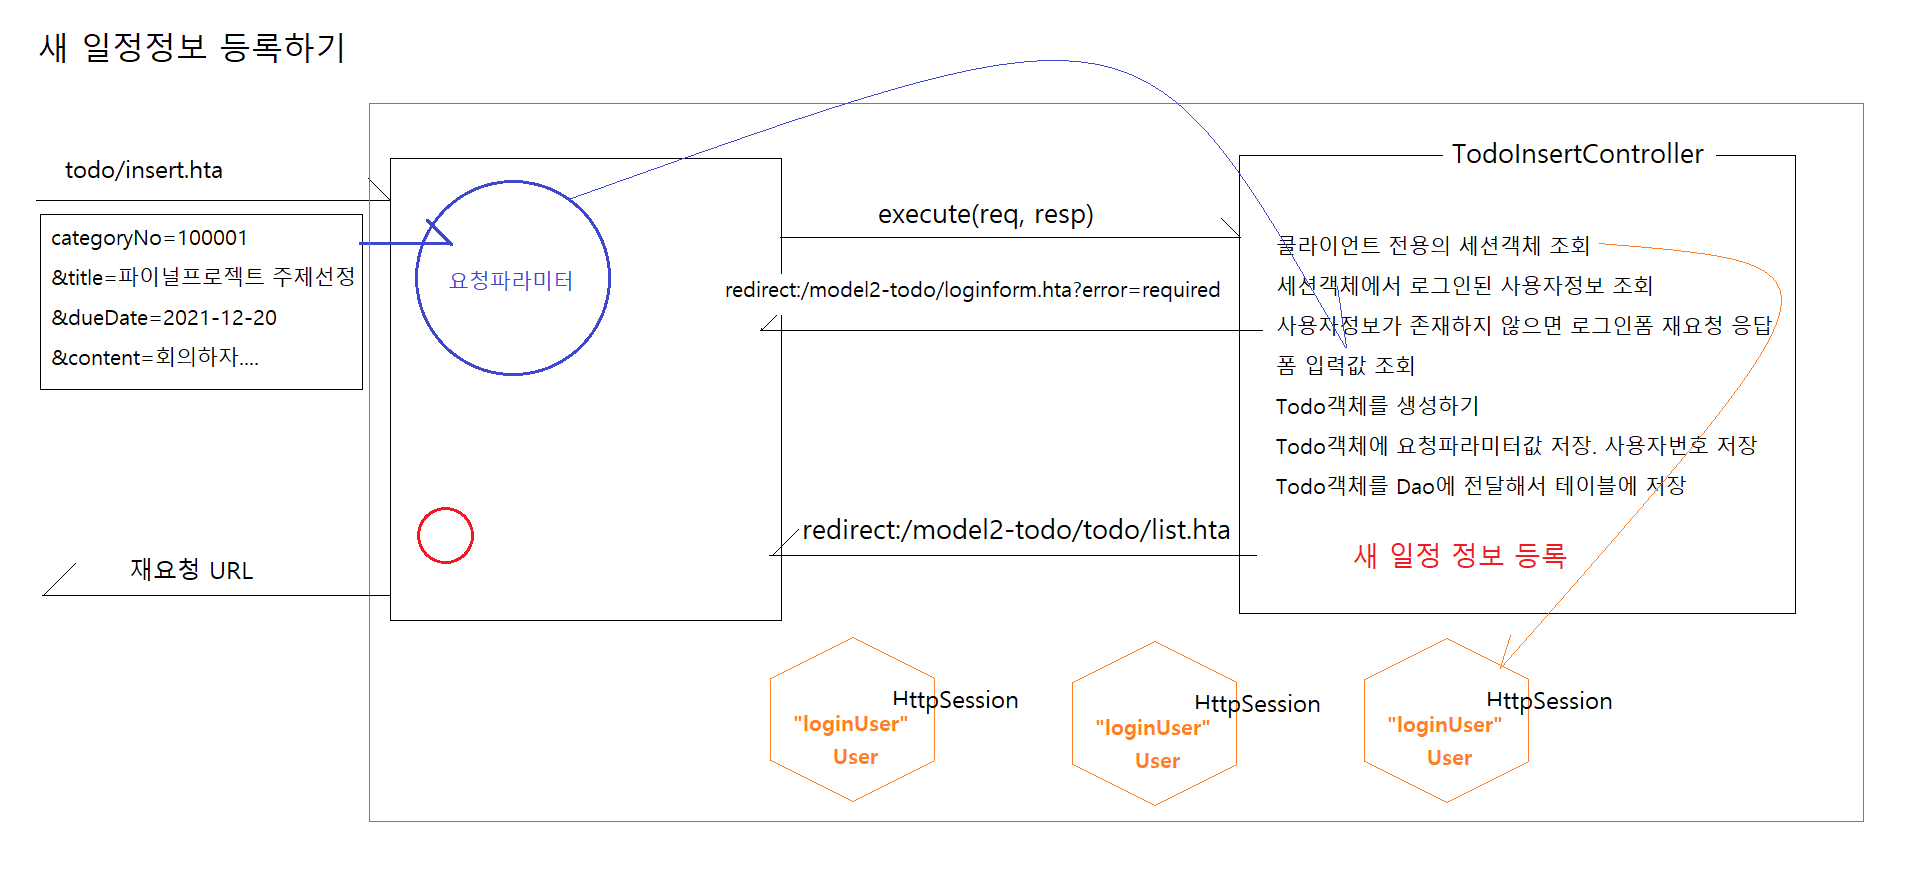 새 일정정보 등록하기
todo/insert.hta
categoryNo=100001
&title=파이널프로젝트 주제선정
&dueDate=2021-12-20
&content=회의하자....
요청파라미터
재요청 URL
execute(req, resp)
redirect:/model2-todo/loginform.hta?error=required
redirect:/model2-todo/todo/list.hta
TodoInsertController
클라이언트 전용의 세션객체 조회
세션객체에서 로그인된 사용자정보 조회
사용자정보가 존재하지 않으면 로그인폼 재요청 응답
폼 입력값 조회
Todo객체를 생성하기
Todo객체에 요청파라미터값 저장. 사용자번호 저장
Todo객체를 Dao에 전달해서 테이블에 저장
새 일정 정보 등록
HttpSession
"loginUser"
User
HttpSession
"loginUser"
User
HttpSession
"loginUser"
User